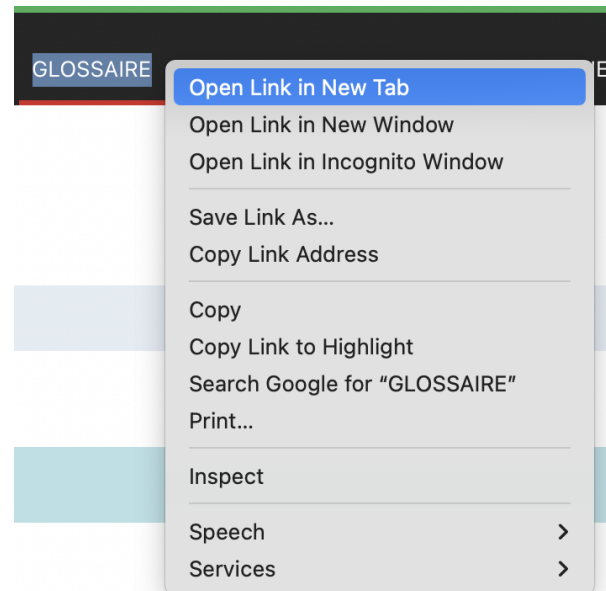 GLOSSAIRE
Open Link in New Tab
Open Link in New Window
Open Link in Incognito Window
Save Link As...
Copy Link Address
Copy
Copy Link to Highlight
Search Google for “GLOSSAIRE”
Print...
Inspect
Speech
Services